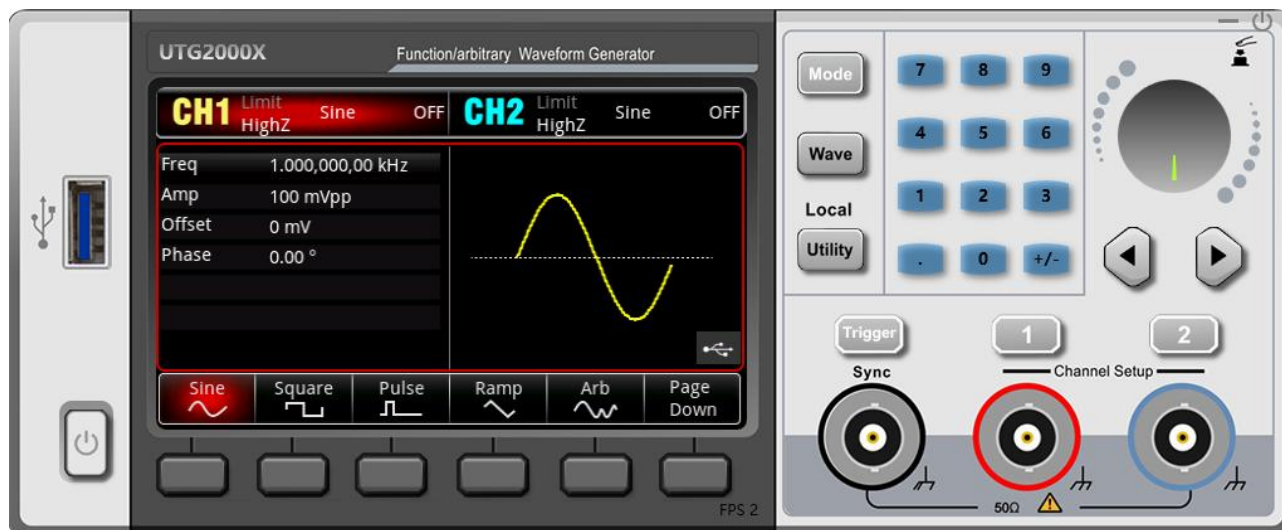 UTG2000X Function/arbitrary Waveform Generator
CH1 Limit HighZ Sine OFF CH2 Limit HighZ Sine OFF
Freq 1.000,000,00 kHz
Amp 100 mVpp
Offset 0 mV
Phase 0.00 °
Sine Square Pulse Ramp Arb Page Down
FPS 2
Mode 7 8 9
Wave 4 5 6
Local 1 2 3
Utility . 0 +/-
Trigger 1 2
Sync Channel Setup
50Ω